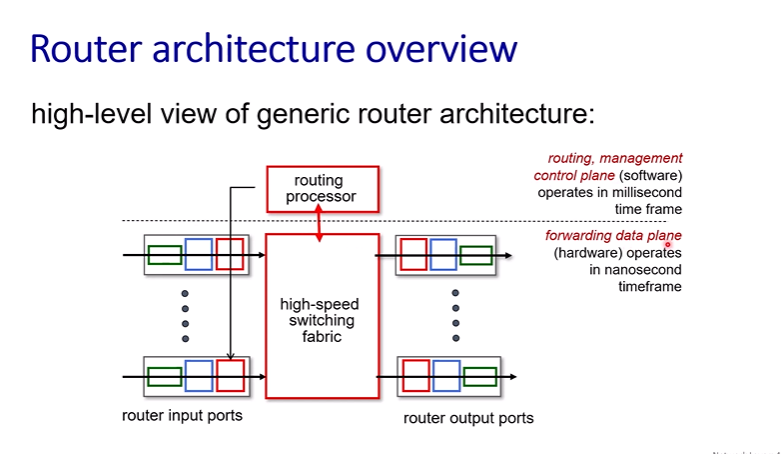 Router architecture overview
high-level view of generic router architecture:
routing, management
control plane (software)
operates in millisecond
time frame
routing
processor
forwarding data plane
(hardware) operates
in nanosecond
timeframe
high-speed
switching
fabric
router input ports
router output ports